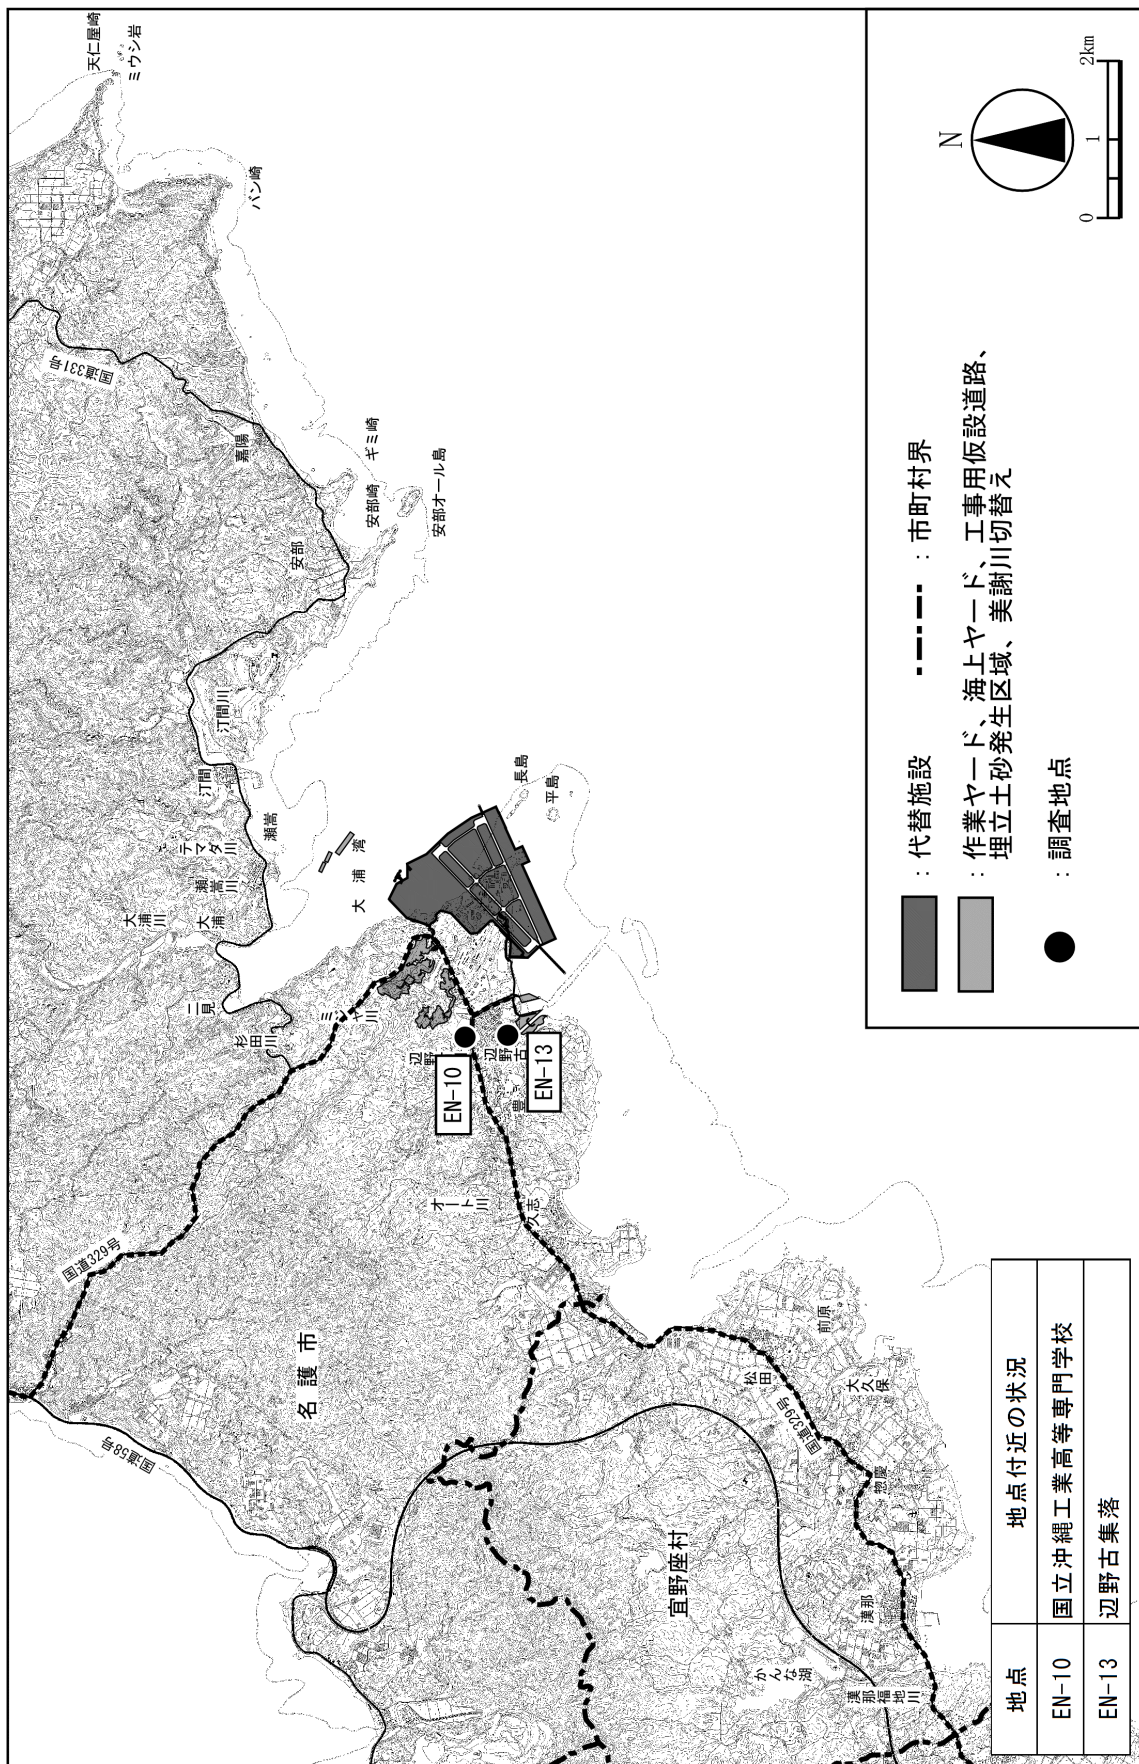 天仁屋崎
ミウシ岩
バン崎
国道331号
嘉陽
ギミ崎
安部崎
安部オール島
安部
汀間川
汀間
瀬嵩
テマダ川
瀬嵩川
大浦川
大浦
二見
杉田川
大浦湾
長島
平島
国道329号
名護市
国道58号
オート川
久志
EN-10
辺野古
EN-13
松田
国道329号
前原
大久保
惣慶
宜野座村
漢那
かんな湖
漢那福地川
N
0 1 2km
：代替施設
：市町村界
：作業ヤード、海上ヤード、工事用仮設道路、
埋立土砂発生区域、美謝川切替え
：調査地点
地点 地点付近の状況
EN-10 国立沖縄工業高等専門学校
EN-13 辺野古集落